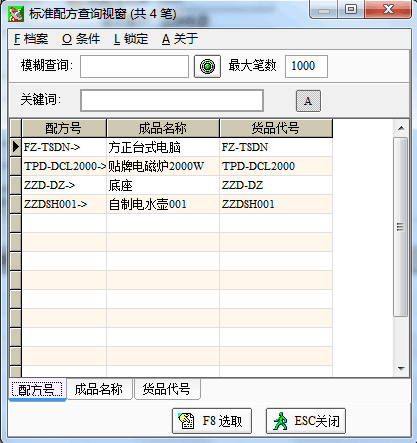 标准配方查询视窗 (共 4 笔)
F 档案 O 条件 L 锁定 A 关于
模糊查询: 最大笔数 1000
关键词: A
配方号 成品名称 货品代号
FZ-T8DN-> 方正台式电脑 FZ-T8DN
TPD-DCL2000-> 贴牌电磁炉2000W TPD-DCL2000
ZZD-DZ-> 底座 ZZD-DZ
ZZDSH001-> 自制电水壶001 ZZDSH001
配方号 成品名称 货品代号
F8 选取 ESC关闭